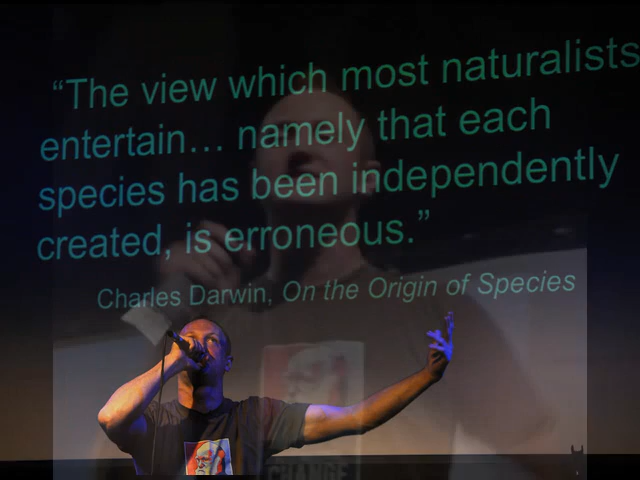 “The view which most naturalists
entertain… namely that each
species has been independently
created, is erroneous.”
Charles Darwin, On the Origin of Species
CHANGE